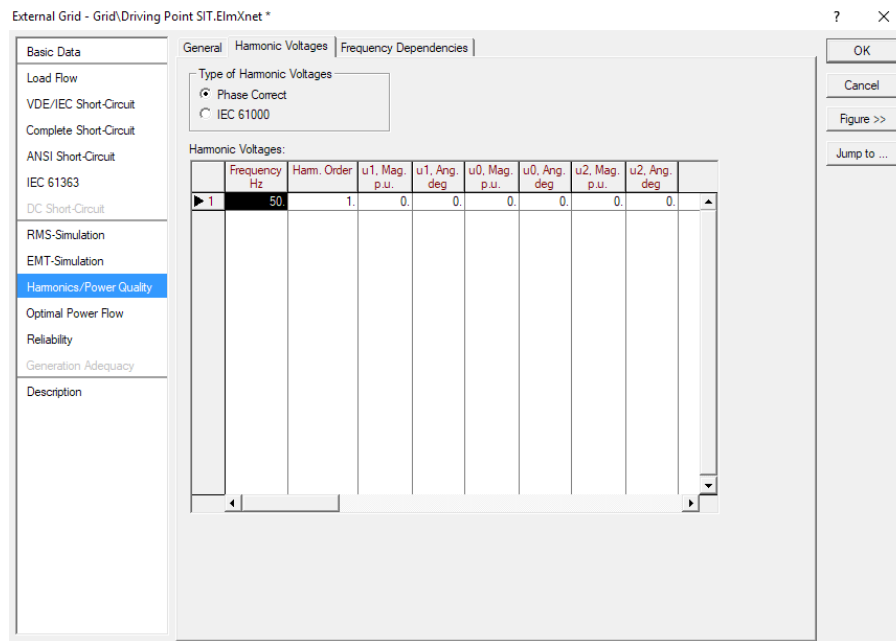 External Grid - Grid\Driving Point SIT.ElmXnet *
?
Basic Data
Load Flow
VDE/IEC Short-Circuit
Complete Short-Circuit
ANSI Short-Circuit
IEC 61363
DC Short-Circuit
RMS-Simulation
EMT-Simulation
Harmonics/Power Quality
Optimal Power Flow
Reliability
Generation Adequacy
Description
General Harmonic Voltages Frequency Dependencies
Type of Harmonic Voltages
Phase Correct
IEC 61000
Harmonic Voltages:
Frequency Harm. Order u1, Mag. u1, Ang. u0, Mag. u0, Ang. u2, Mag. u2, Ang.
Hz p.u. deg p.u. deg p.u. deg
1 50. 1. 0. 0. 0. 0. 0. 0.
OK
Cancel
Figure >>
Jump to ...